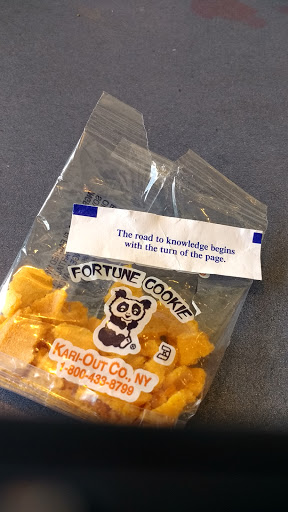 The road to knowledge begins
with the turn of the page.
FORTUNE COOKIE
®
KARI-OUT CO., NY
1-800-433-8799